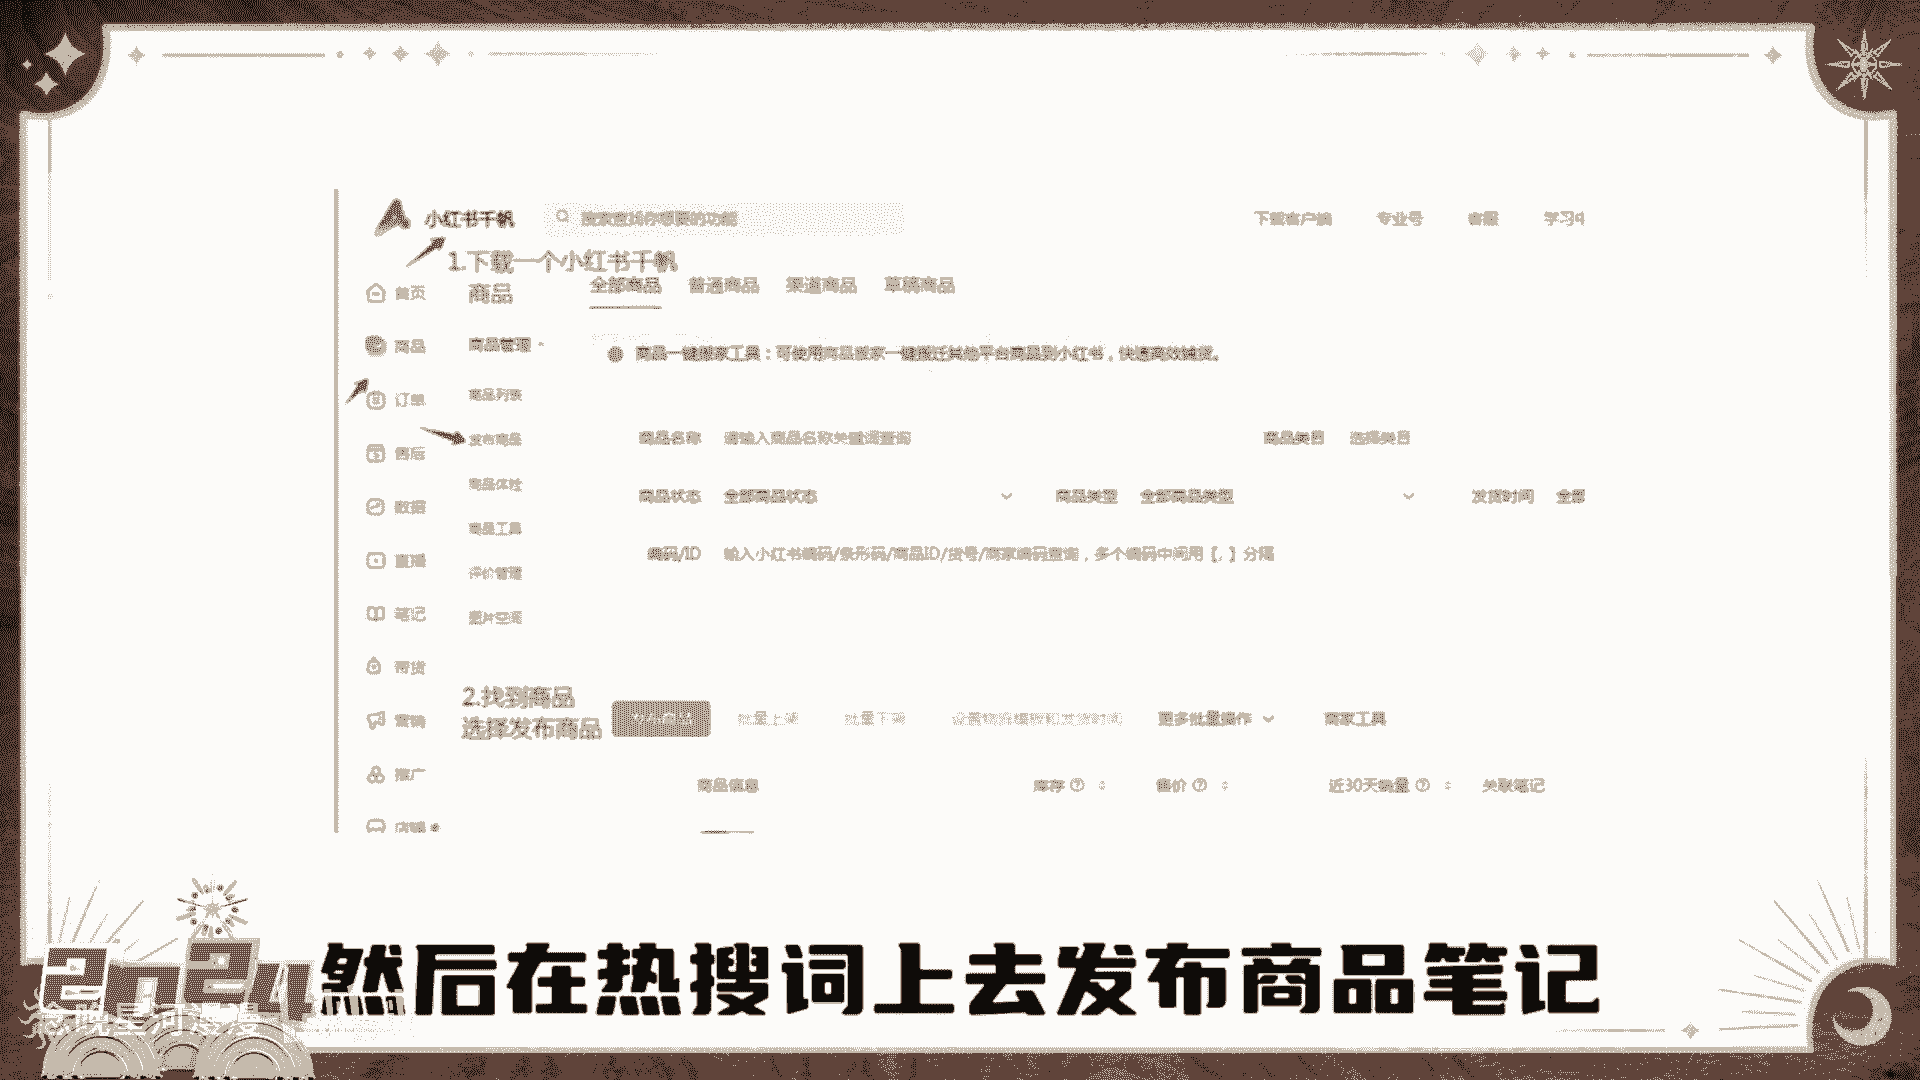 小红书千帆
搜索查找你想要的功能
下载客户端
专业号
客服
学习中
1.下载一个小红书千帆
首页
商品
全部商品
普通商品
渠道商品
草稿商品
商品
商品管理
商品一键搬家工具：可使用商品搬家一键搬迁其他平台商品到小红书，快速高效铺货。
订单
商品列表
发布商品
商品名称
请输入商品名称关键词查询
商品类目
选择类目
售后
商品体检
商品状态
全部商品状态
商品类型
全部商品类型
发货时间
全部
数据
商品工具
编码/ID
输入小红书编码/条形码/商品ID/货号/商家编码查询，多个编码中间用【，】分隔
直播
评价管理
笔记
图片空间
带货
2.找到商品
选择发布商品
营销
批量上架
批量下架
设置物流模板和发货时间
更多批量操作
商家工具
推广
商品信息
库存
售价
近30天销量
关联笔记
店铺
2024
然后在热搜词上去发布商品笔记